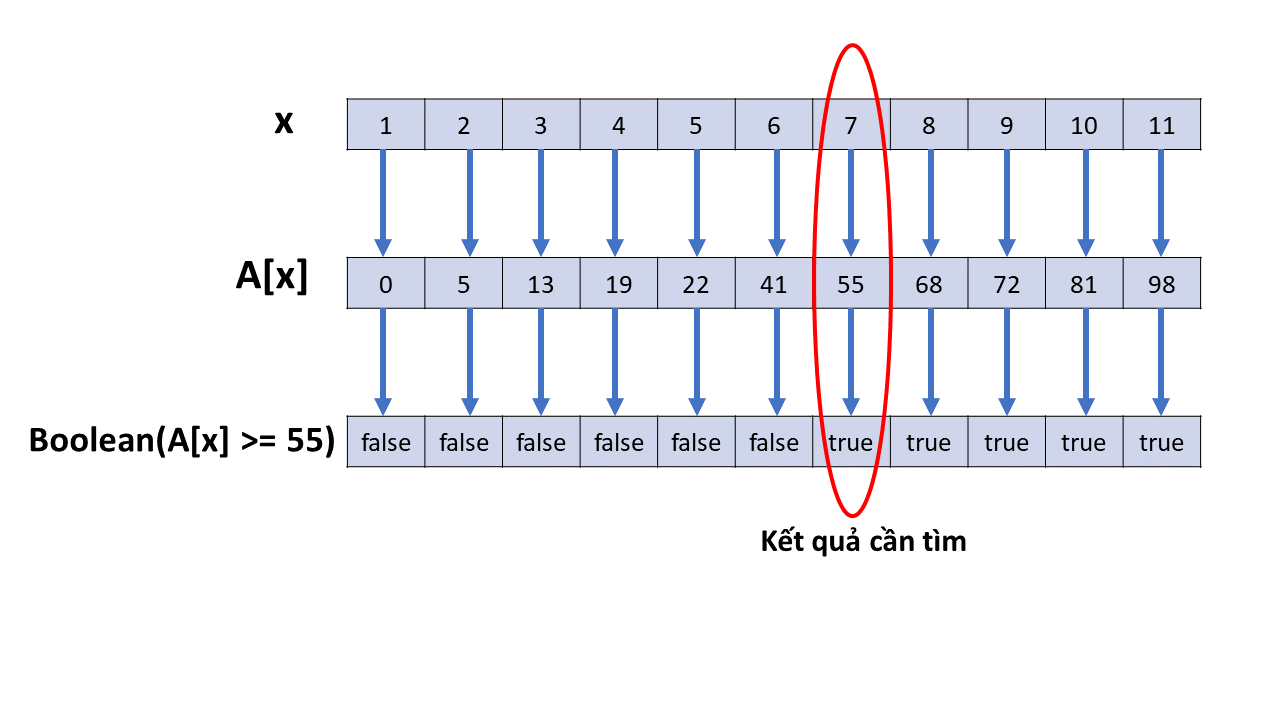 x 1 2 3 4 5 6 7 8 9 10 11
A[x] 0 5 13 19 22 41 55 68 72 81 98
Boolean(A[x] >= 55) false false false false false false true true true true true
Kết quả cần tìm